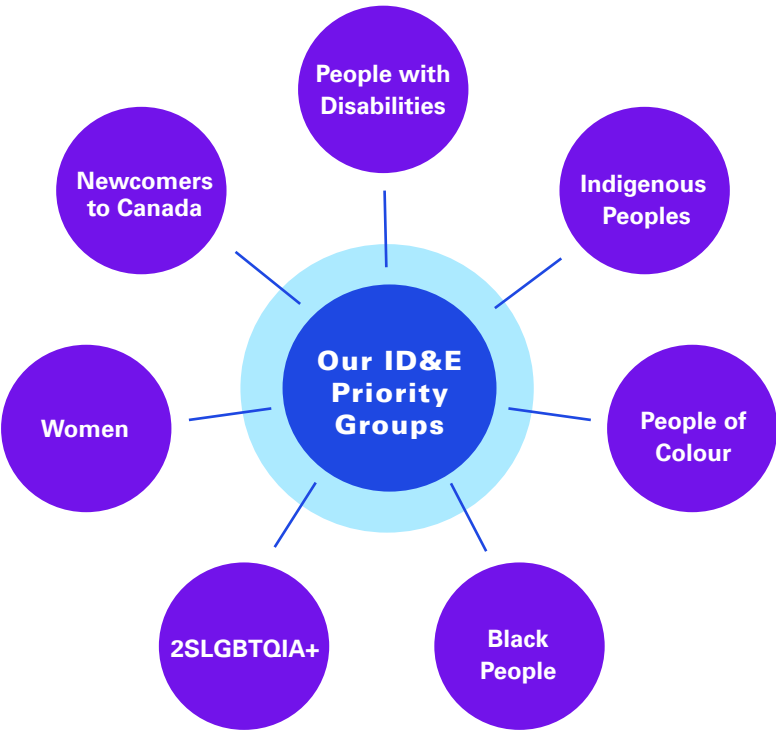 People with
Disabilities
Newcomers
to Canada
Indigenous
Peoples
Our ID&E
Priority
Groups
Women
People of
Colour
2SLGBTQIA+
Black
People